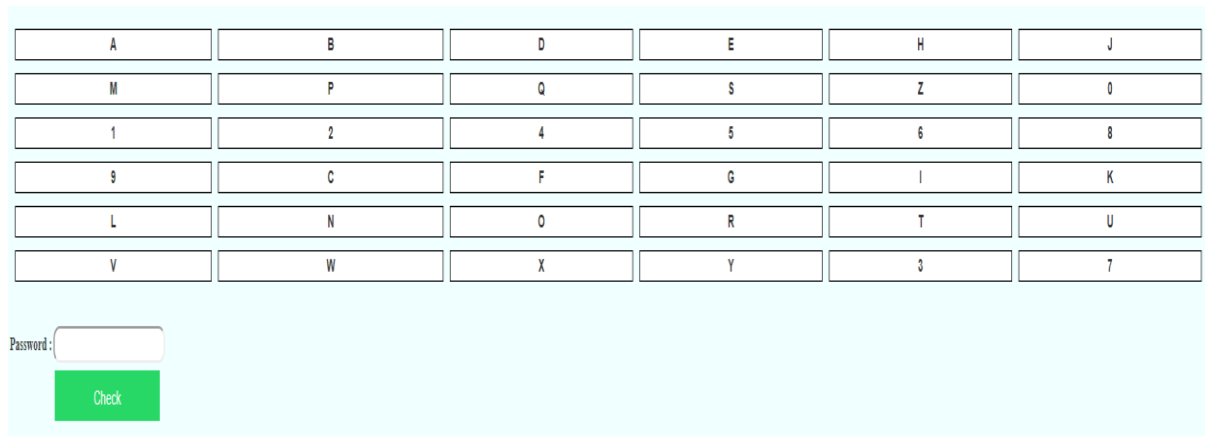 A B D E H J
M P Q S Z 0
1 2 4 5 6 8
9 C F G I K
L N O R T U
V W X Y 3 7
Password :
Check